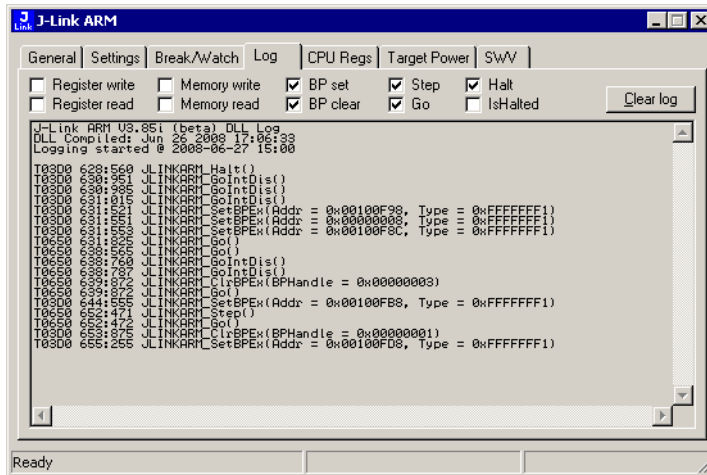 J-Link ARM
General Settings Break/Watch Log CPU Regs Target Power SWV
Register write Memory write BP set Step Halt
Register read Memory read BP clear Go IsHalted
Clear log
J-Link ARM V3.85i (beta) DLL Log
DLL Compiled: Jun 26 2008 17:06:33
Logging started @ 2008-06-27 15:00
T03D0 628:560 JLINKARM_Halt()
T03D0 630:951 JLINKARM_GoIntDis()
T03D0 630:985 JLINKARM_GoIntDis()
T03D0 631:015 JLINKARM_GoIntDis()
T03D0 631:521 JLINKARM_SetBPEx(Addr = 0x00100F98, Type = 0xFFFFFFF1)
T03D0 631:551 JLINKARM_SetBPEx(Addr = 0x00000008, Type = 0xFFFFFFF1)
T03D0 631:553 JLINKARM_SetBPEx(Addr = 0x00100F8C, Type = 0xFFFFFFF1)
T0650 631:825 JLINKARM_Go()
T0650 638:565 JLINKARM_Go()
T0650 638:760 JLINKARM_GoIntDis()
T0650 638:787 JLINKARM_GoIntDis()
T0650 639:872 JLINKARM_ClrBPEx(BPHandle = 0x00000003)
T0650 639:872 JLINKARM_Go()
T03D0 644:555 JLINKARM_SetBPEx(Addr = 0x00100FB8, Type = 0xFFFFFFF1)
T0650 652:471 JLINKARM_Step()
T0650 652:472 JLINKARM_Go()
T03D0 653:875 JLINKARM_ClrBPEx(BPHandle = 0x00000001)
T03D0 655:255 JLINKARM_SetBPEx(Addr = 0x00100FD8, Type = 0xFFFFFFF1)
Ready